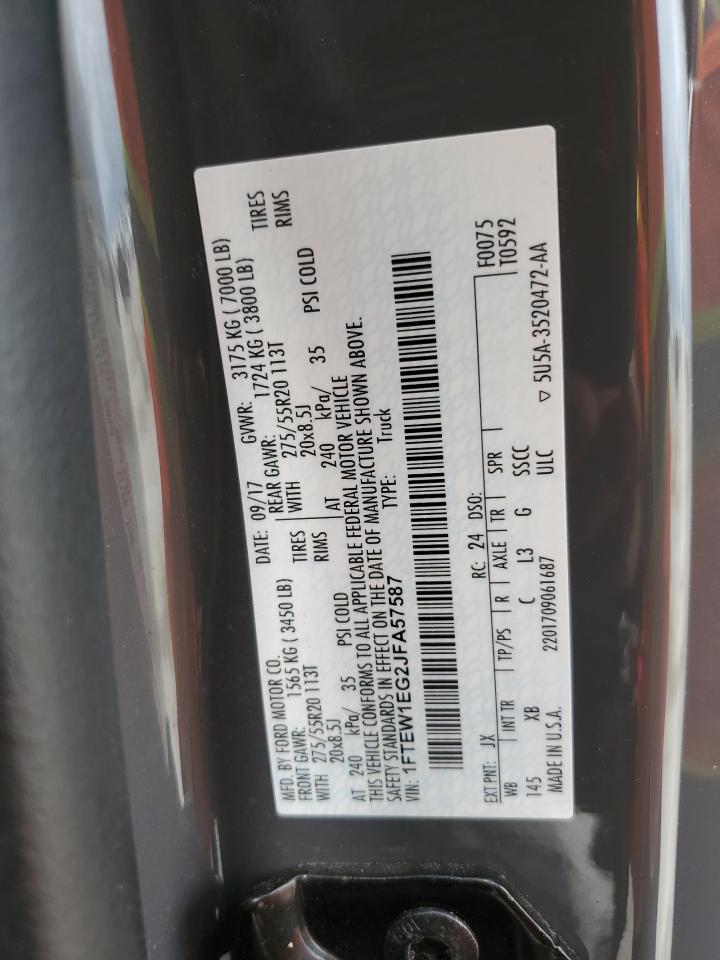 MFD. BY FORD MOTOR CO. DATE: 09/17 GVWR: 3175 KG ( 7000 LB)
FRONT GAWR: 1565 KG ( 3450 LB) REAR GAWR: 1724 KG ( 3800 LB)
WITH 275/55R20 113T TIRES WITH 275/55R20 113T TIRES
20x8.5J RIMS 20x8.5J RIMS
AT 240 kPa/ 35 PSI COLD AT 240 kPa/ 35 PSI COLD
THIS VEHICLE CONFORMS TO ALL APPLICABLE FEDERAL MOTOR VEHICLE
SAFETY STANDARDS IN EFFECT ON THE DATE OF MANUFACTURE SHOWN ABOVE.
VIN: 1FTEW1EG2JFA57587 TYPE: Truck
EXT PNT: JX RC: 24 DSO: F0075
WB INT TR TP/PS R AXLE TR SPR T0592
145 XB C L3 G SSCC
MADE IN U.S.A. 2201709061687 ULC ▽ 5U5A-3520472-AA